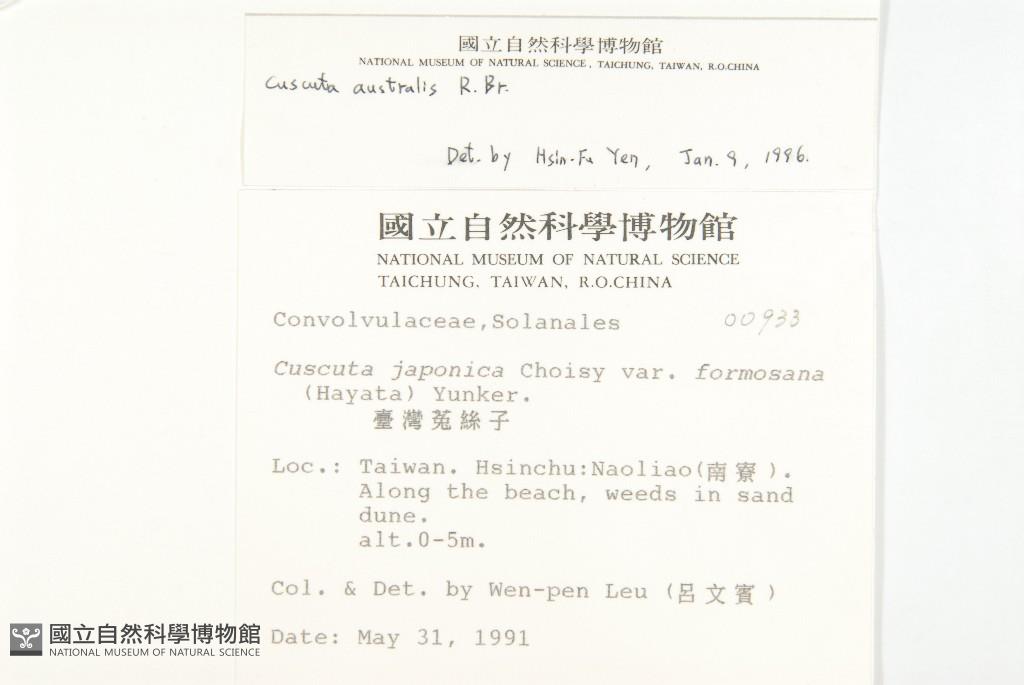 國立自然科學博物館
NATIONAL MUSEUM OF NATURAL SCIENCE, TAICHUNG, TAIWAN, R.O.CHINA
Cuscuta australis R. Br.
Det. by Hsin-Fu Yen, Jan. 9, 1996.
國立自然科學博物館
NATIONAL MUSEUM OF NATURAL SCIENCE
TAICHUNG, TAIWAN, R.O.CHINA
Convolvulaceae,Solanales 00933
Cuscuta japonica Choisy var. formosana
(Hayata) Yunker.
臺灣菟絲子
Loc.: Taiwan. Hsinchu:Naoliao(南寮).
Along the beach, weeds in sand
dune.
alt.0-5m.
Col. & Det. by Wen-pen Leu (呂文賓)
Date: May 31, 1991
國立自然科學博物館
NATIONAL MUSEUM OF NATURAL SCIENCE